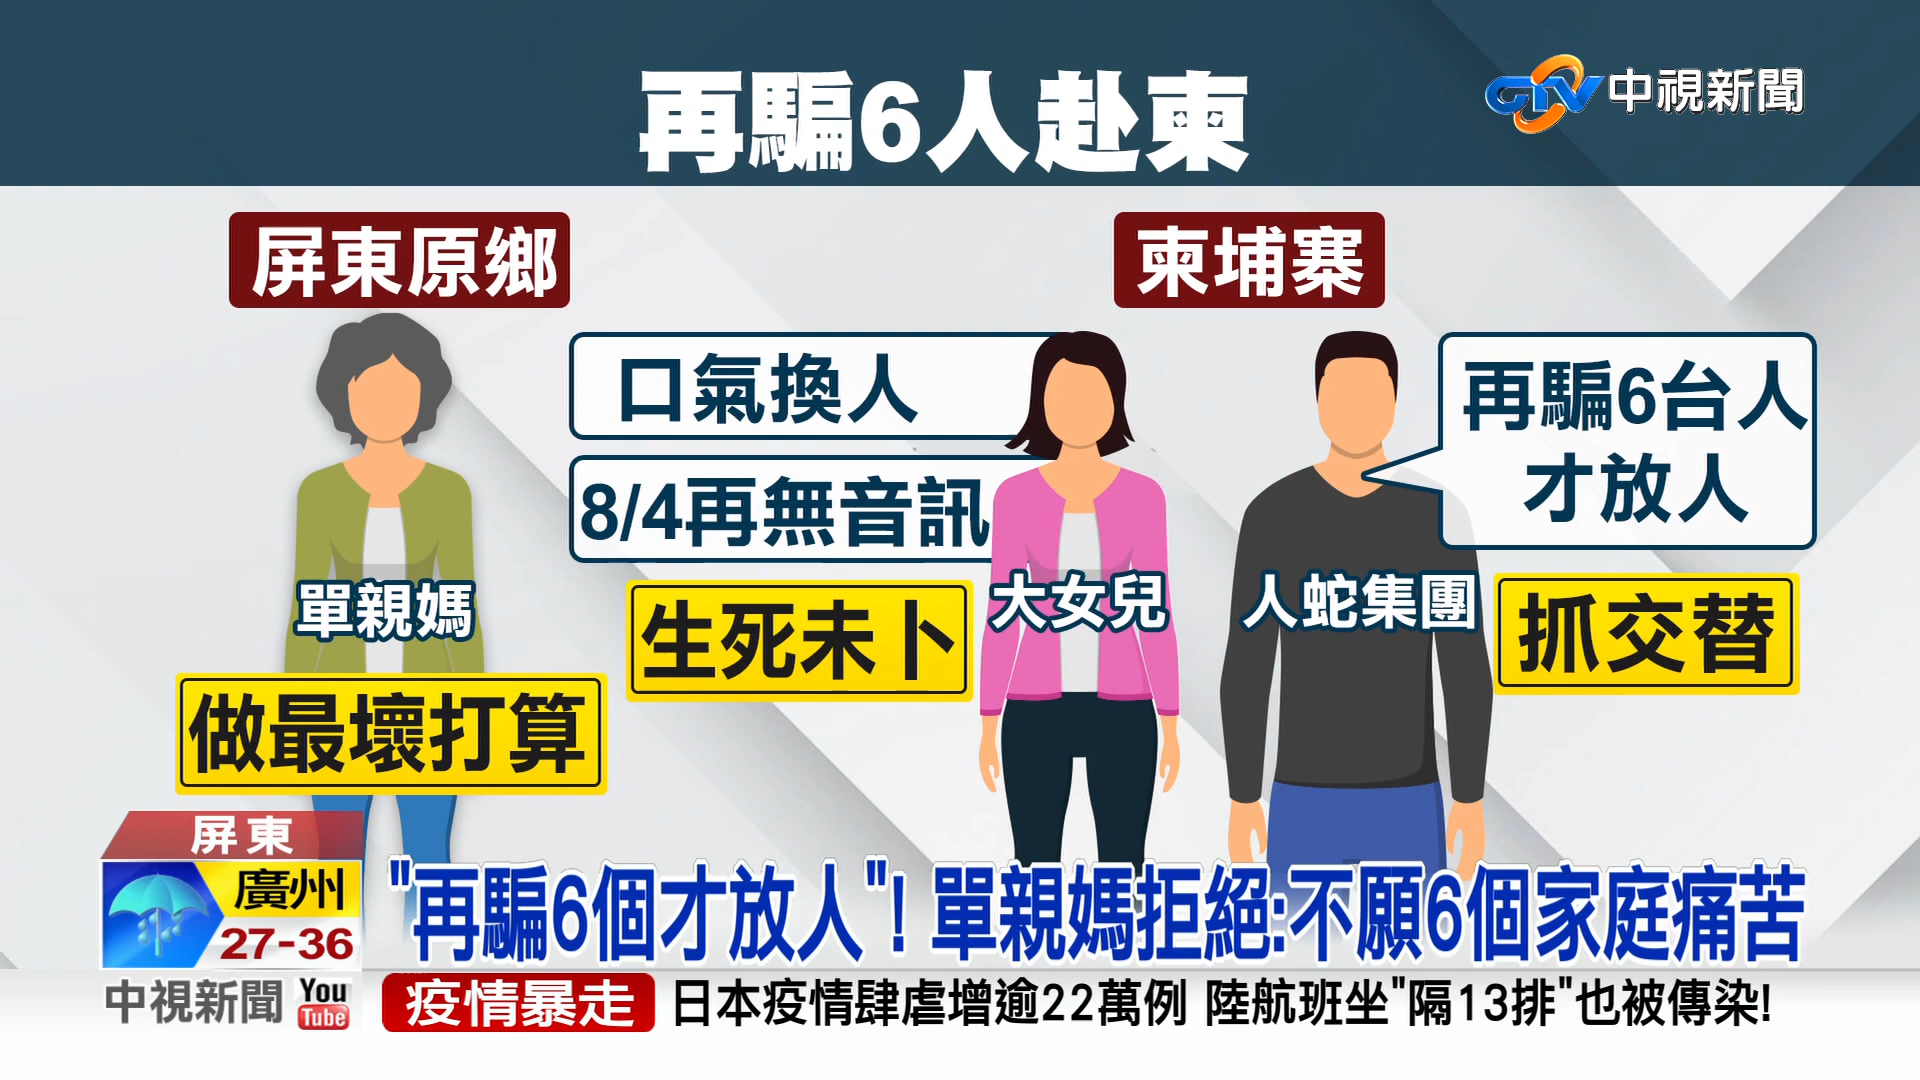 再騙6人赴柬
CTV中視新聞
屏東原鄉
柬埔寨
口氣換人
8/4再無音訊
再騙6台人
才放人
單親媽
大女兒
人蛇集團
生死未卜
抓交替
做最壞打算
屏東
廣州
27-36
"再騙6個才放人"! 單親媽拒絕:不願6個家庭痛苦
中視新聞 YouTube
疫情暴走
日本疫情肆虐增逾22萬例 陸航班坐"隔13排"也被傳染!